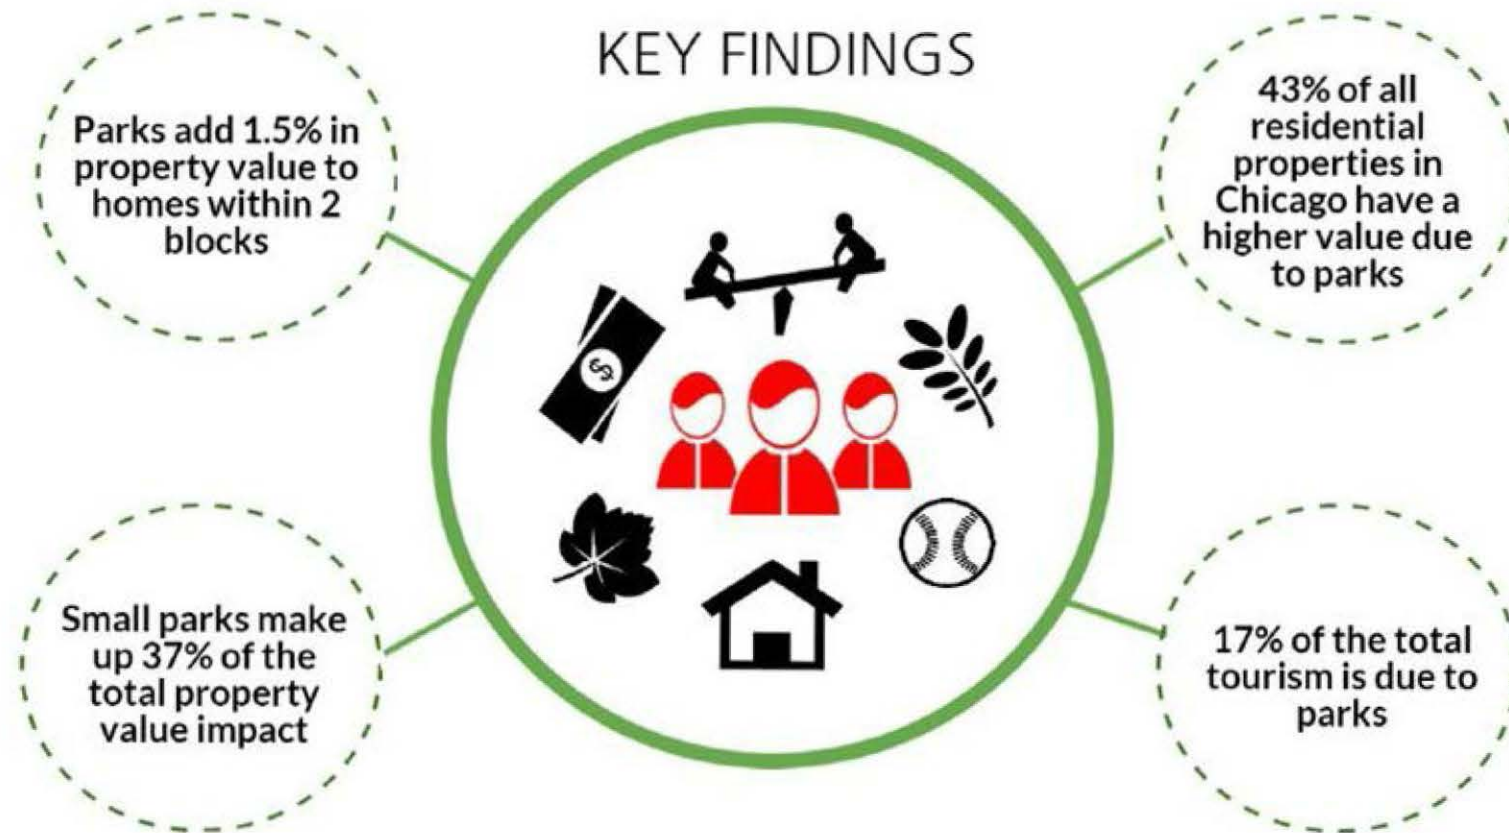 KEY FINDINGS
Parks add 1.5% in
property value to
homes within 2
blocks
43% of all
residential
properties in
Chicago have a
higher value due
to parks
$
Small parks make
up 37% of the
total property
value impact
17% of the total
tourism is due to
parks